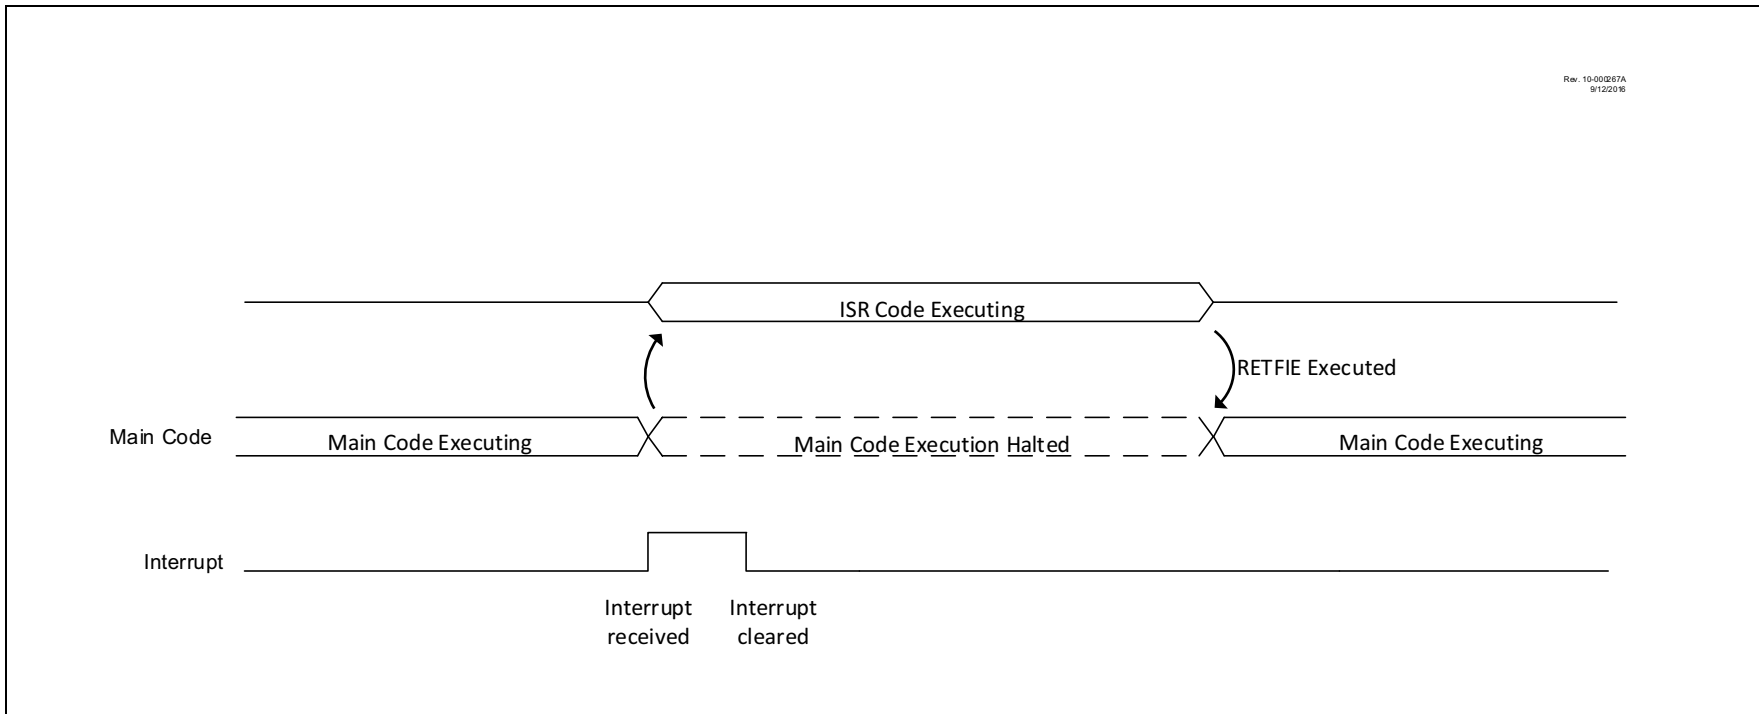 Rev. 10-000267A
9/12/2016
ISR Code Executing
RETFIE Executed
Main Code
Main Code Executing
Main Code Execution Halted
Main Code Executing
Interrupt
Interrupt
received
Interrupt
cleared